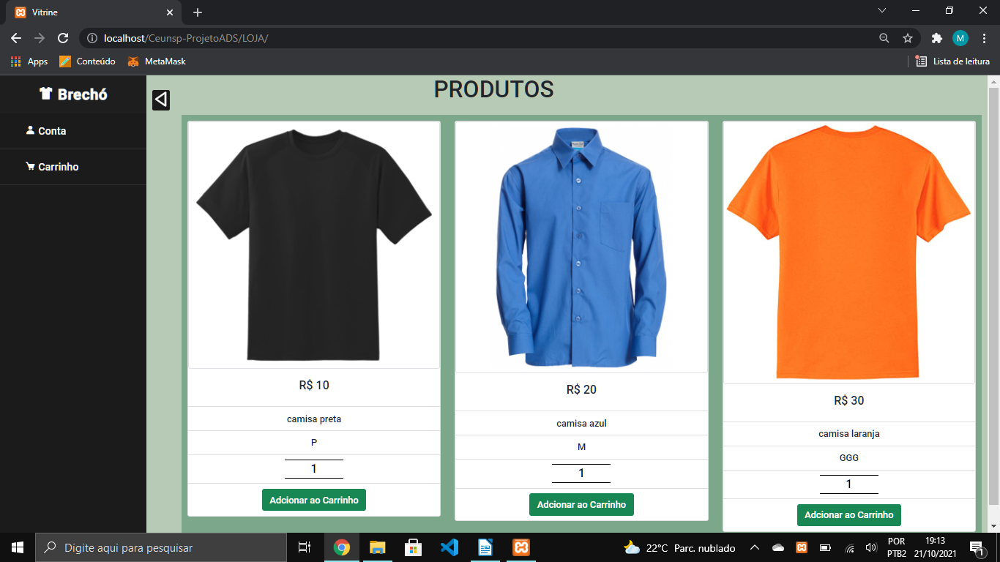 Vitrine
localhost/Ceunsp-ProjetoADS/LOJA/
M
Apps
Conteúdo
MetaMask
Lista de leitura
Brechó
Conta
Carrinho
PRODUTOS
R$ 10
camisa preta
P
1
Adcionar ao Carrinho
R$ 20
camisa azul
M
1
Adcionar ao Carrinho
R$ 30
camisa laranja
GGG
1
Adcionar ao Carrinho
Digite aqui para pesquisar
22°C Parc. nublado
POR
PTB2
19:13
21/10/2021
1